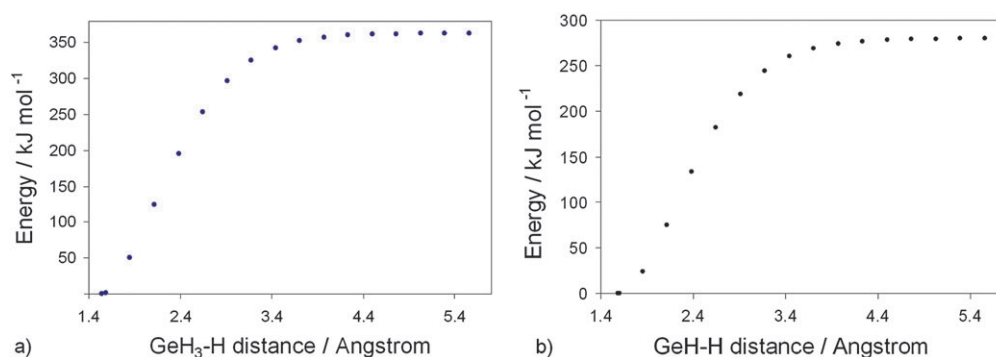 350
300
250
200
150
100
50
Energy / kJ mol⁻¹
1.4 2.4 3.4 4.4 5.4
a) GeH₃-H distance / Angstrom
300
250
200
150
100
50
0
Energy / kJ mol⁻¹
1.4 2.4 3.4 4.4 5.4
b) GeH-H distance / Angstrom